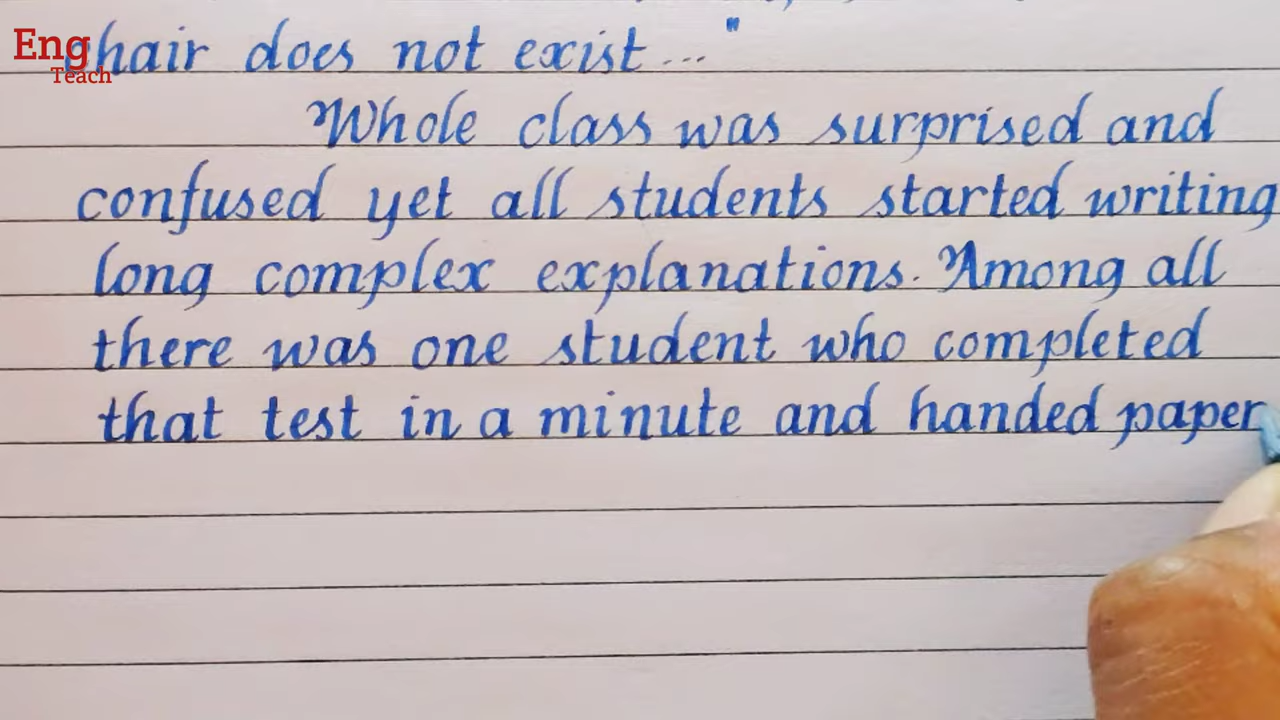 Eng
Teach
chair does not exist..."
Whole class was surprised and
confused yet all students started writing
long complex explanations. Among all
there was one student who completed
that test in a minute and handed paper